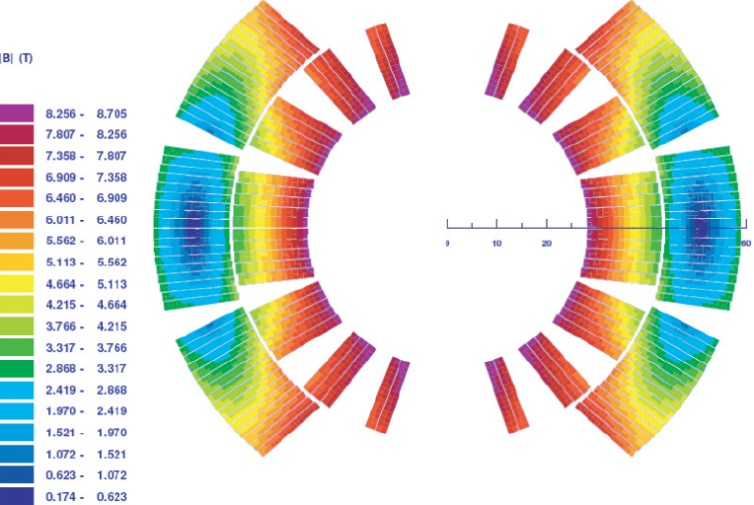 |B| (T)
8.256 - 8.705
7.807 - 8.256
7.358 - 7.807
6.909 - 7.358
6.460 - 6.909
6.011 - 6.460
5.562 - 6.011
5.113 - 5.562
4.664 - 5.113
4.215 - 4.664
3.766 - 4.215
3.317 - 3.766
2.868 - 3.317
2.419 - 2.868
1.970 - 2.419
1.521 - 1.970
1.072 - 1.521
0.623 - 1.072
0.174 - 0.623
0 10 20 60